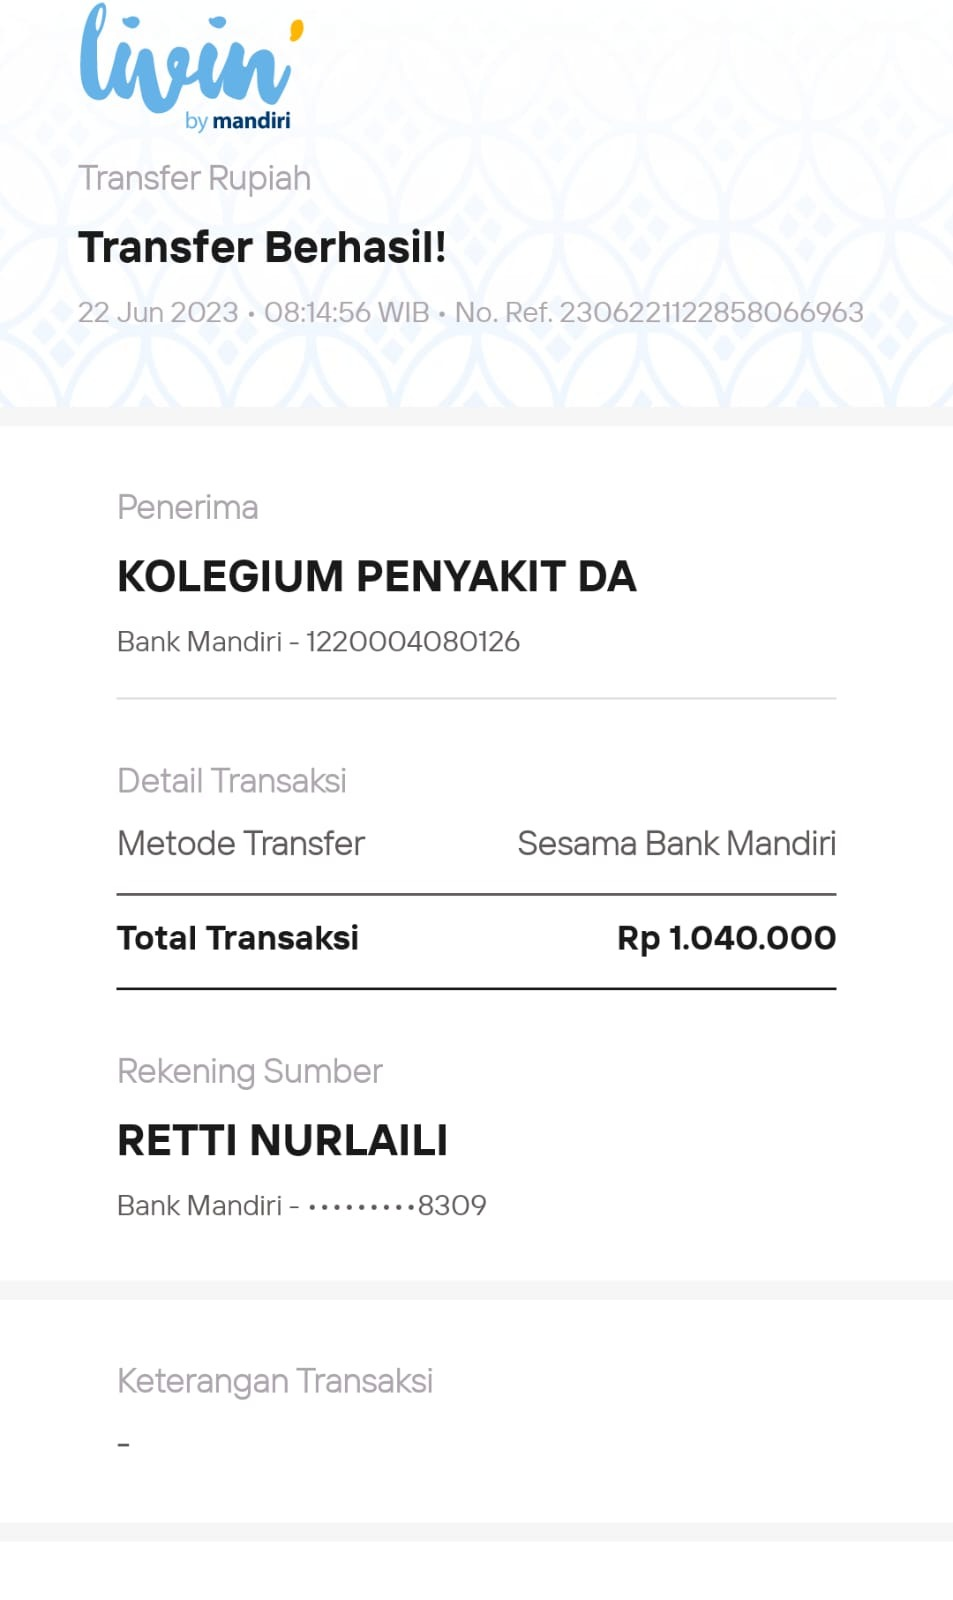 livin'
by mandiri
Transfer Rupiah
Transfer Berhasil!
22 Jun 2023 • 08:14:56 WIB • No. Ref. 2306221122858066963
Penerima
KOLEGIUM PENYAKIT DA
Bank Mandiri - 1220004080126
Detail Transaksi
Metode Transfer Sesama Bank Mandiri
Total Transaksi Rp 1.040.000
Rekening Sumber
RETTI NURLAILI
Bank Mandiri - •••••••••8309
Keterangan Transaksi
-